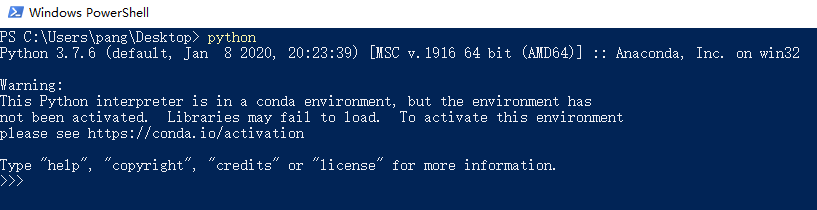 Windows PowerShell
PS C:\Users\pang\Desktop> python
Python 3.7.6 (default, Jan  8 2020, 20:23:39) [MSC v.1916 64 bit (AMD64)] :: Anaconda, Inc. on win32
Warning:
This Python interpreter is in a conda environment, but the environment has
not been activated.  Libraries may fail to load.  To activate this environment
please see https://conda.io/activation
Type "help", "copyright", "credits" or "license" for more information.
>>>